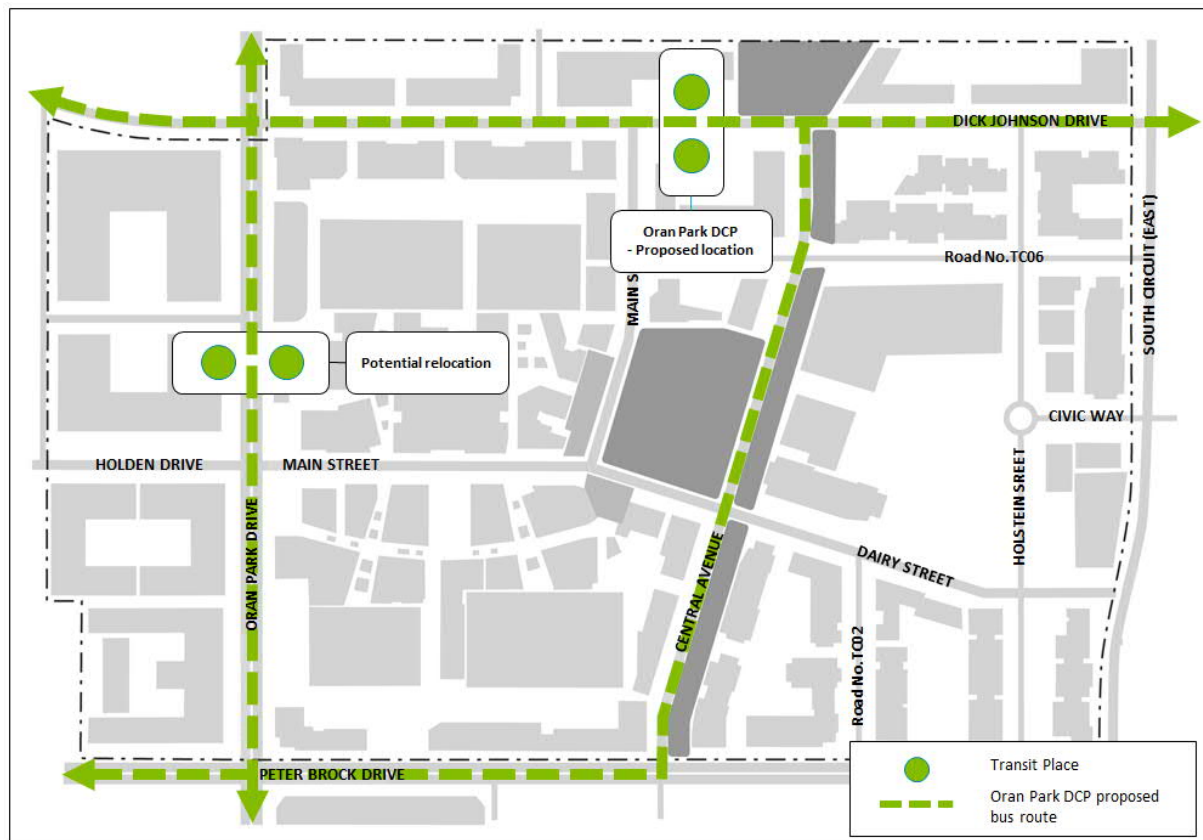 DICK JOHNSON DRIVE
Oran Park DCP
- Proposed location
MAIN S
Road No.TC06
SOUTH CIRCUIT (EAST)
Potential relocation
CIVIC WAY
HOLDEN DRIVE
MAIN STREET
ORAN PARK DRIVE
HOLSTEIN SREET
DAIRY STREET
CENTRAL AVENUE
Road No.TC02
PETER BROCK DRIVE
Transit Place
Oran Park DCP proposed
bus route